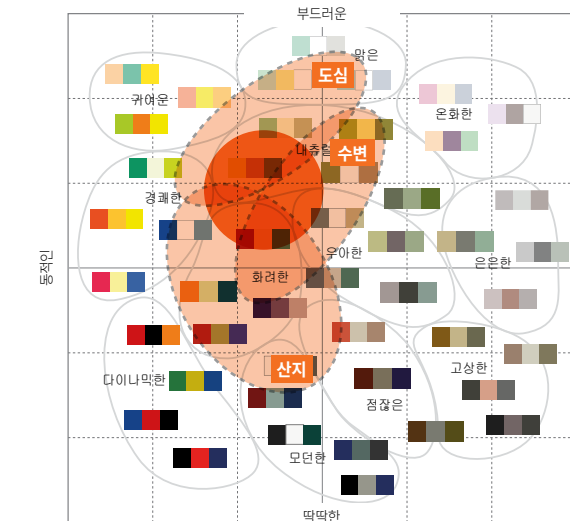 부드러운
맑은
도심
귀여운
온화한
내츄럴
수변
경쾌한
우아한
은은한
동적인
화려한
고상한
산지
다이나믹한
점잖은
모던한
딱딱한